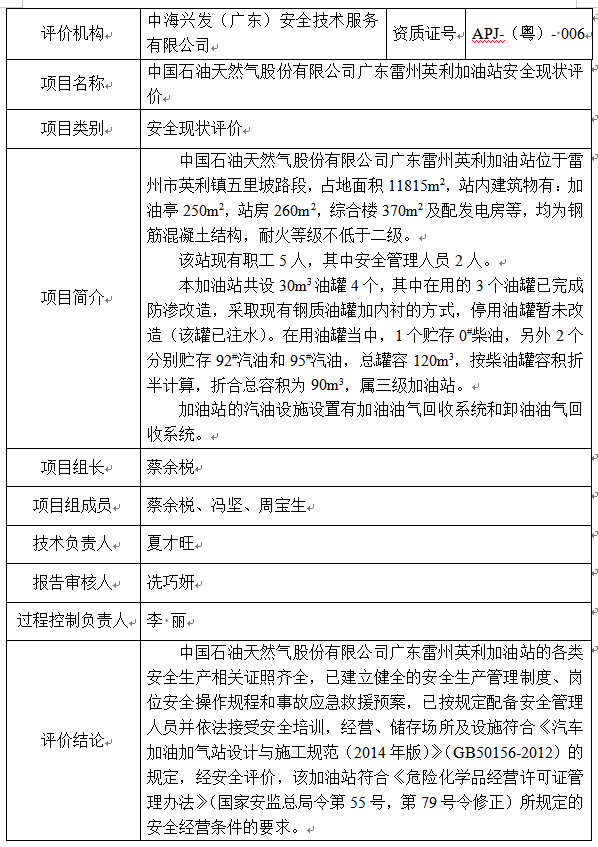 评价机构
中海兴发（广东）安全技术服务
有限公司
资质证号
APJ-（粤）- 006
项目名称
中国石油天然气股份有限公司广东雷州英利加油站安全现状评
价
项目类别
安全现状评价
项目简介
中国石油天然气股份有限公司广东雷州英利加油站位于雷
州市英利镇五里坡路段，占地面积 11815m²，站内建筑物有：加
油亭 250m²，站房 260m²，综合楼 370m² 及配发电房等，均为钢
筋混凝土结构，耐火等级不低于二级。
该站现有职工 5 人，其中安全管理人员 2 人。
本加油站共设 30m³ 油罐 4 个，其中在用的 3 个油罐已完成
防渗改造，采取现有钢质油罐加内衬的方式，停用油罐暂未改
造（该罐已注水）。在用油罐当中，1 个贮存 0#柴油，另外 2 个
分别贮存 92#汽油和 95#汽油，总罐容 120m³，按柴油罐容积折
半计算，折合总容积为 90m³，属三级加油站。
加油站的汽油设施设置有加油油气回收系统和卸油油气回
收系统。
项目组长
蔡余棁
项目组成员
蔡余棁、冯坚、周宝生
技术负责人
夏才旺
报告审核人
冼巧妍
过程控制负责人
李 丽
评价结论
中国石油天然气股份有限公司广东雷州英利加油站的各类
安全生产相关证照齐全，已建立健全的安全生产管理制度、岗
位安全操作规程和事故应急救援预案，已按规定配备安全管理
人员并依法接受安全培训，经营、储存场所及设施符合《汽车
加油加气站设计与施工规范（2014 年版）》（GB50156-2012）的
规定，经安全评价，该加油站符合《危险化学品经营许可证管
理办法》（国家安监总局令第 55 号，第 79 号令修正）所规定的
安全经营条件的要求。